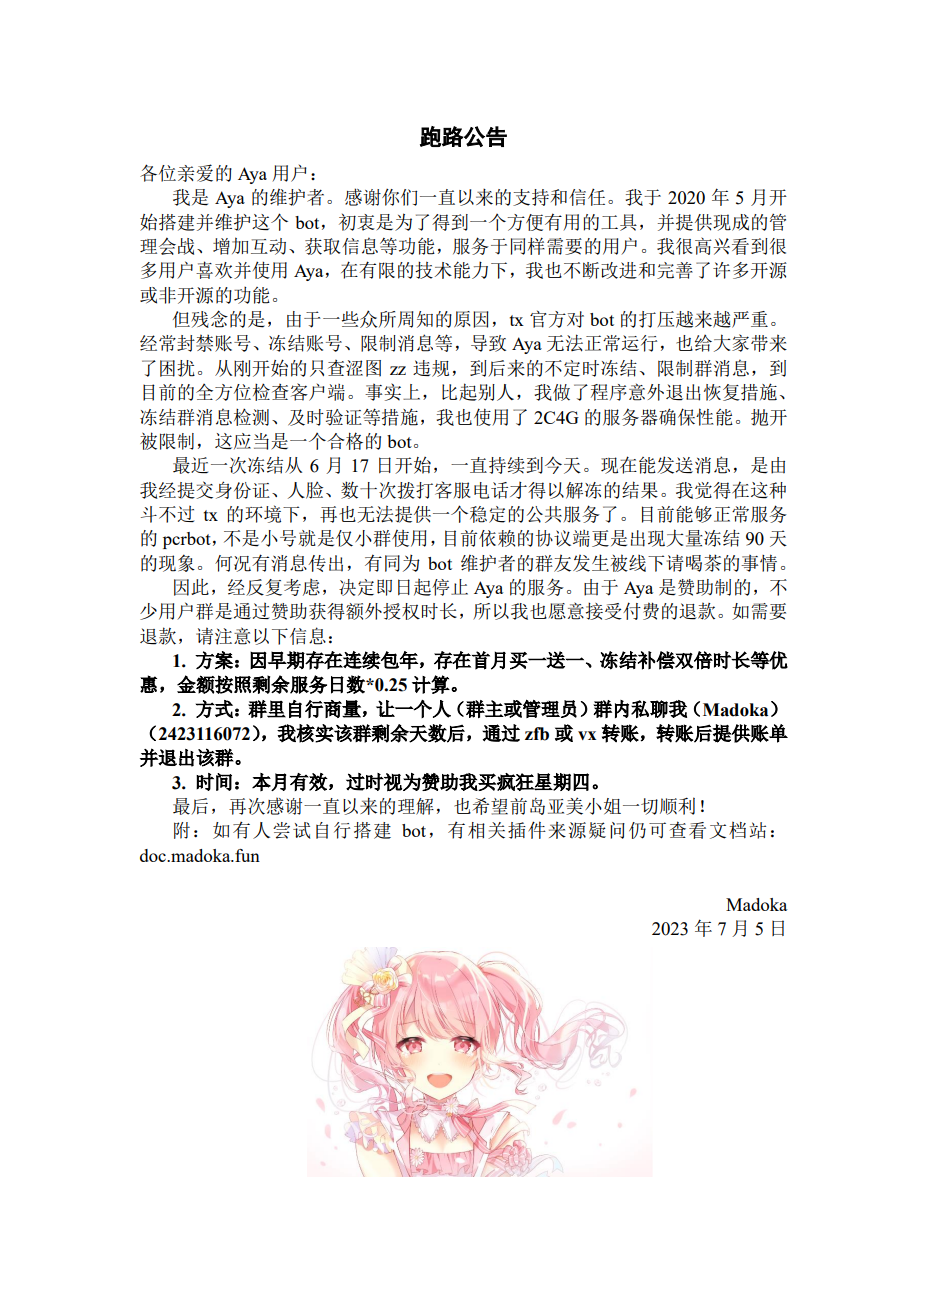 跑路公告
各位亲爱的 Aya 用户：
我是 Aya 的维护者。感谢你们一直以来的支持和信任。我于 2020 年 5 月开
始搭建并维护这个 bot，初衷是为了得到一个方便有用的工具，并提供现成的管
理会战、增加互动、获取信息等功能，服务于同样需要的用户。我很高兴看到很
多用户喜欢并使用 Aya，在有限的技术能力下，我也不断改进和完善了许多开源
或非开源的功能。
但残念的是，由于一些众所周知的原因，tx 官方对 bot 的打压越来越严重。
经常封禁账号、冻结账号、限制消息等，导致 Aya 无法正常运行，也给大家带来
了困扰。从刚开始的只查涩图 zz 违规，到后来的不定时冻结、限制群消息，到
目前的全方位检查客户端。事实上，比起别人，我做了程序意外退出恢复措施、
冻结群消息检测、及时验证等措施，我也使用了 2C4G 的服务器确保性能。抛开
被限制，这应当是一个合格的 bot。
最近一次冻结从 6 月 17 日开始，一直持续到今天。现在能发送消息，是由
我经提交身份证、人脸、数十次拨打客服电话才得以解冻的结果。我觉得在这种
斗不过 tx 的环境下，再也无法提供一个稳定的公共服务了。目前能够正常服务
的 pcrbot，不是小号就是仅小群使用，目前依赖的协议端更是出现大量冻结 90 天
的现象。何况有消息传出，有同为 bot 维护者的群友发生被线下请喝茶的事情。
因此，经反复考虑，决定即日起停止 Aya 的服务。由于 Aya 是赞助制的，不
少用户群是通过赞助获得额外授权时长，所以我也愿意接受付费的退款。如需要
退款，请注意以下信息：
1. 方案：因早期存在连续包年，存在首月买一送一、冻结补偿双倍时长等优
惠，金额按照剩余服务日数*0.25 计算。
2. 方式：群里自行商量，让一个人（群主或管理员）群内私聊我（Madoka）
（2423116072），我核实该群剩余天数后，通过 zfb 或 vx 转账，转账后提供账单
并退出该群。
3. 时间：本月有效，过时视为赞助我买疯狂星期四。
最后，再次感谢一直以来的理解，也希望前岛亚美小姐一切顺利！
附：如有人尝试自行搭建 bot，有相关插件来源疑问仍可查看文档站：
doc.madoka.fun
Madoka
2023 年 7 月 5 日